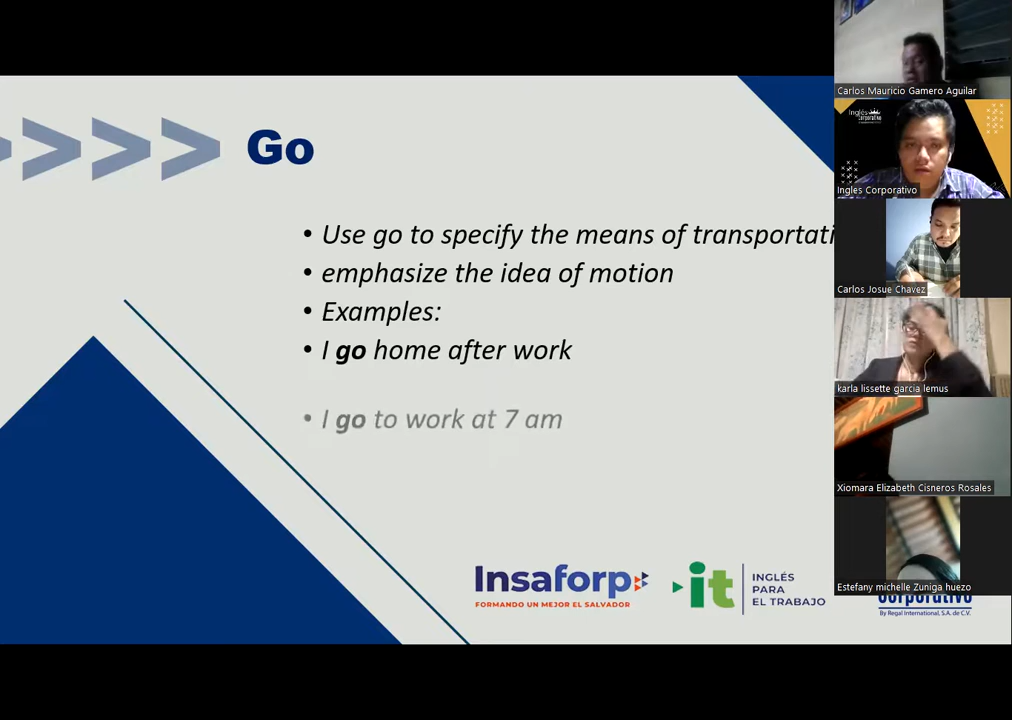 Go
• Use go to specify the means of transportati
• emphasize the idea of motion
• Examples:
• I go home after work
• I go to work at 7 am
Insaforp
FORMANDO UN MEJOR EL SALVADOR
it
INGLÉS
PARA
EL TRABAJO
Corporativo
By Regal International, S.A. de C.V.
Carlos Mauricio Gamero Aguilar
Inglés
Corporativo
Ingles Corporativo
Carlos Josue Chavez
karla lissette garcia lemus
Xiomara Elizabeth Cisneros Rosales
Estefany michelle Zuniga huezo